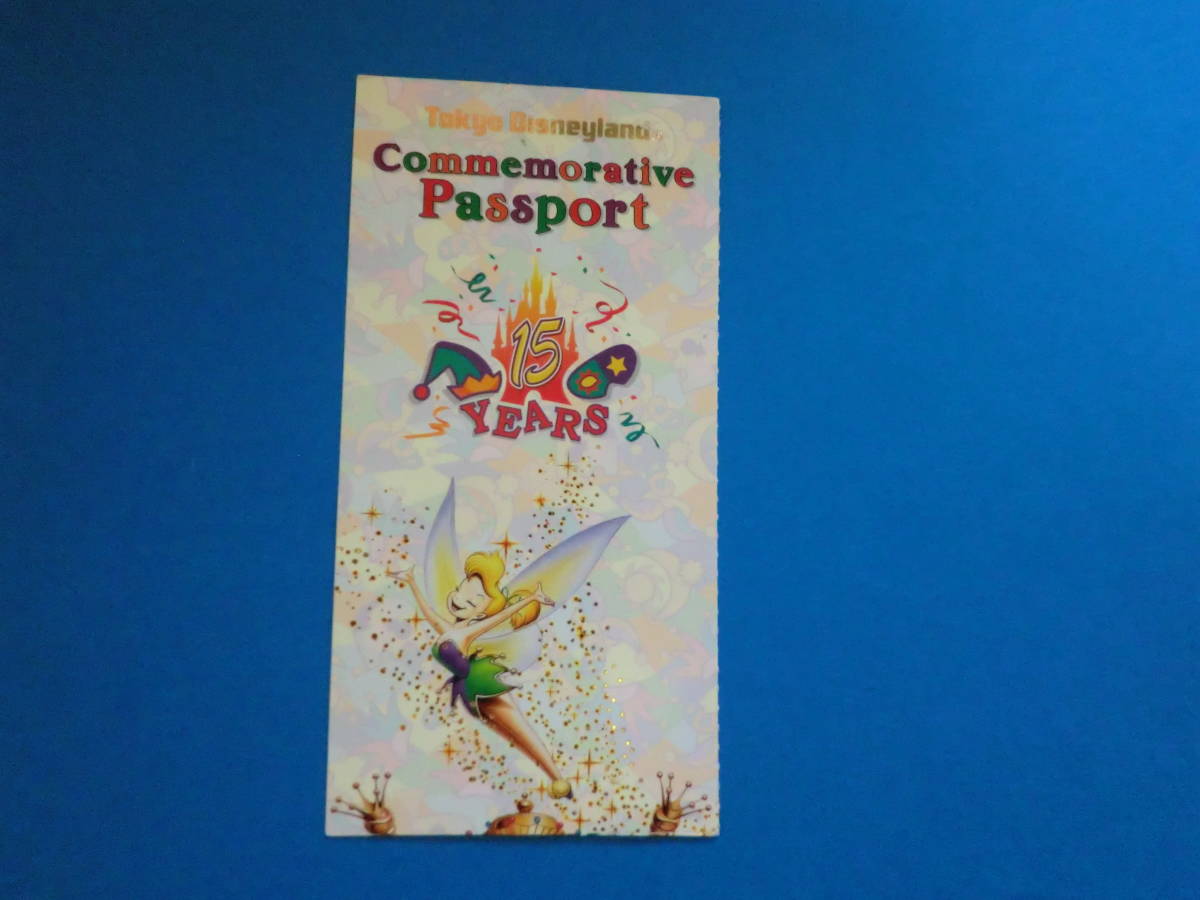 Tokyo Disneyland®
Commemorative
Passport
15
YEARS